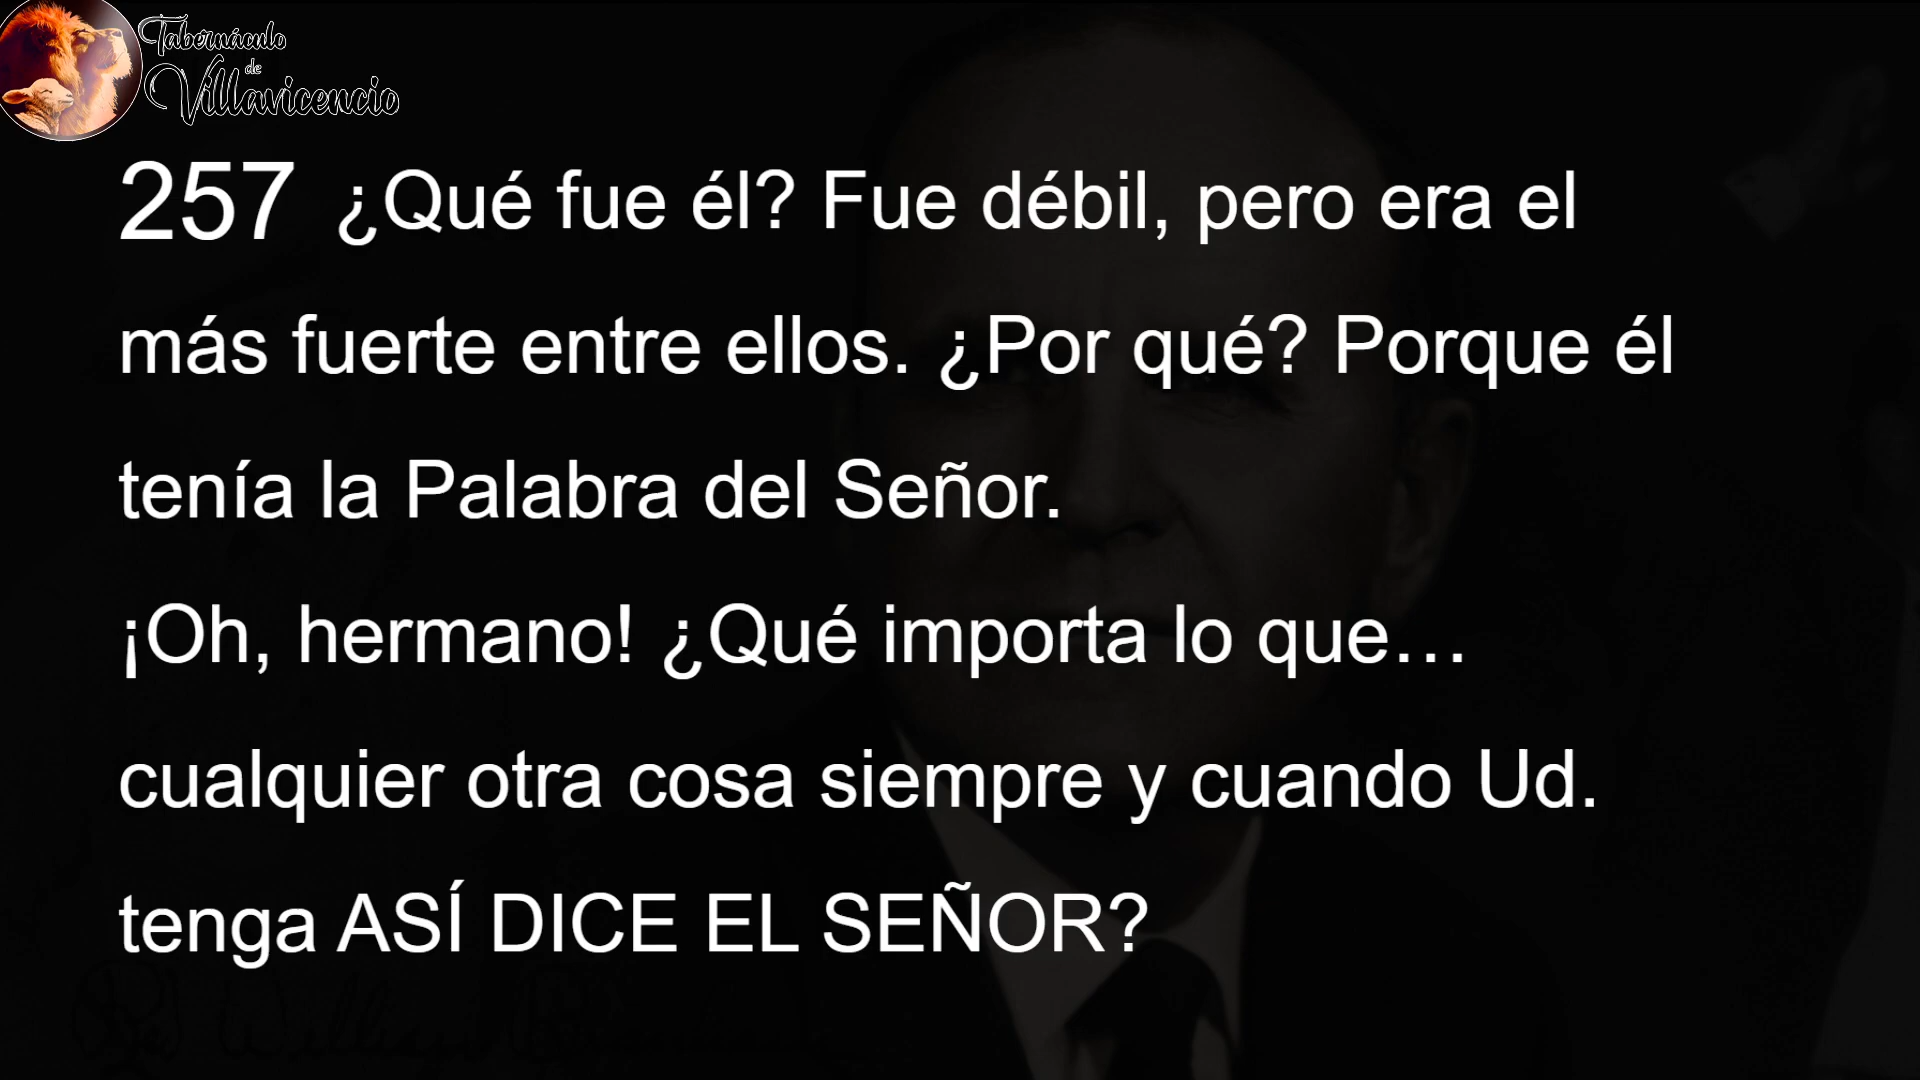 Tabernáculo
de
Villavicencio
257 ¿Qué fue él? Fue débil, pero era el
más fuerte entre ellos. ¿Por qué? Porque él
tenía la Palabra del Señor.
¡Oh, hermano! ¿Qué importa lo que…
cualquier otra cosa siempre y cuando Ud.
tenga ASÍ DICE EL SEÑOR?